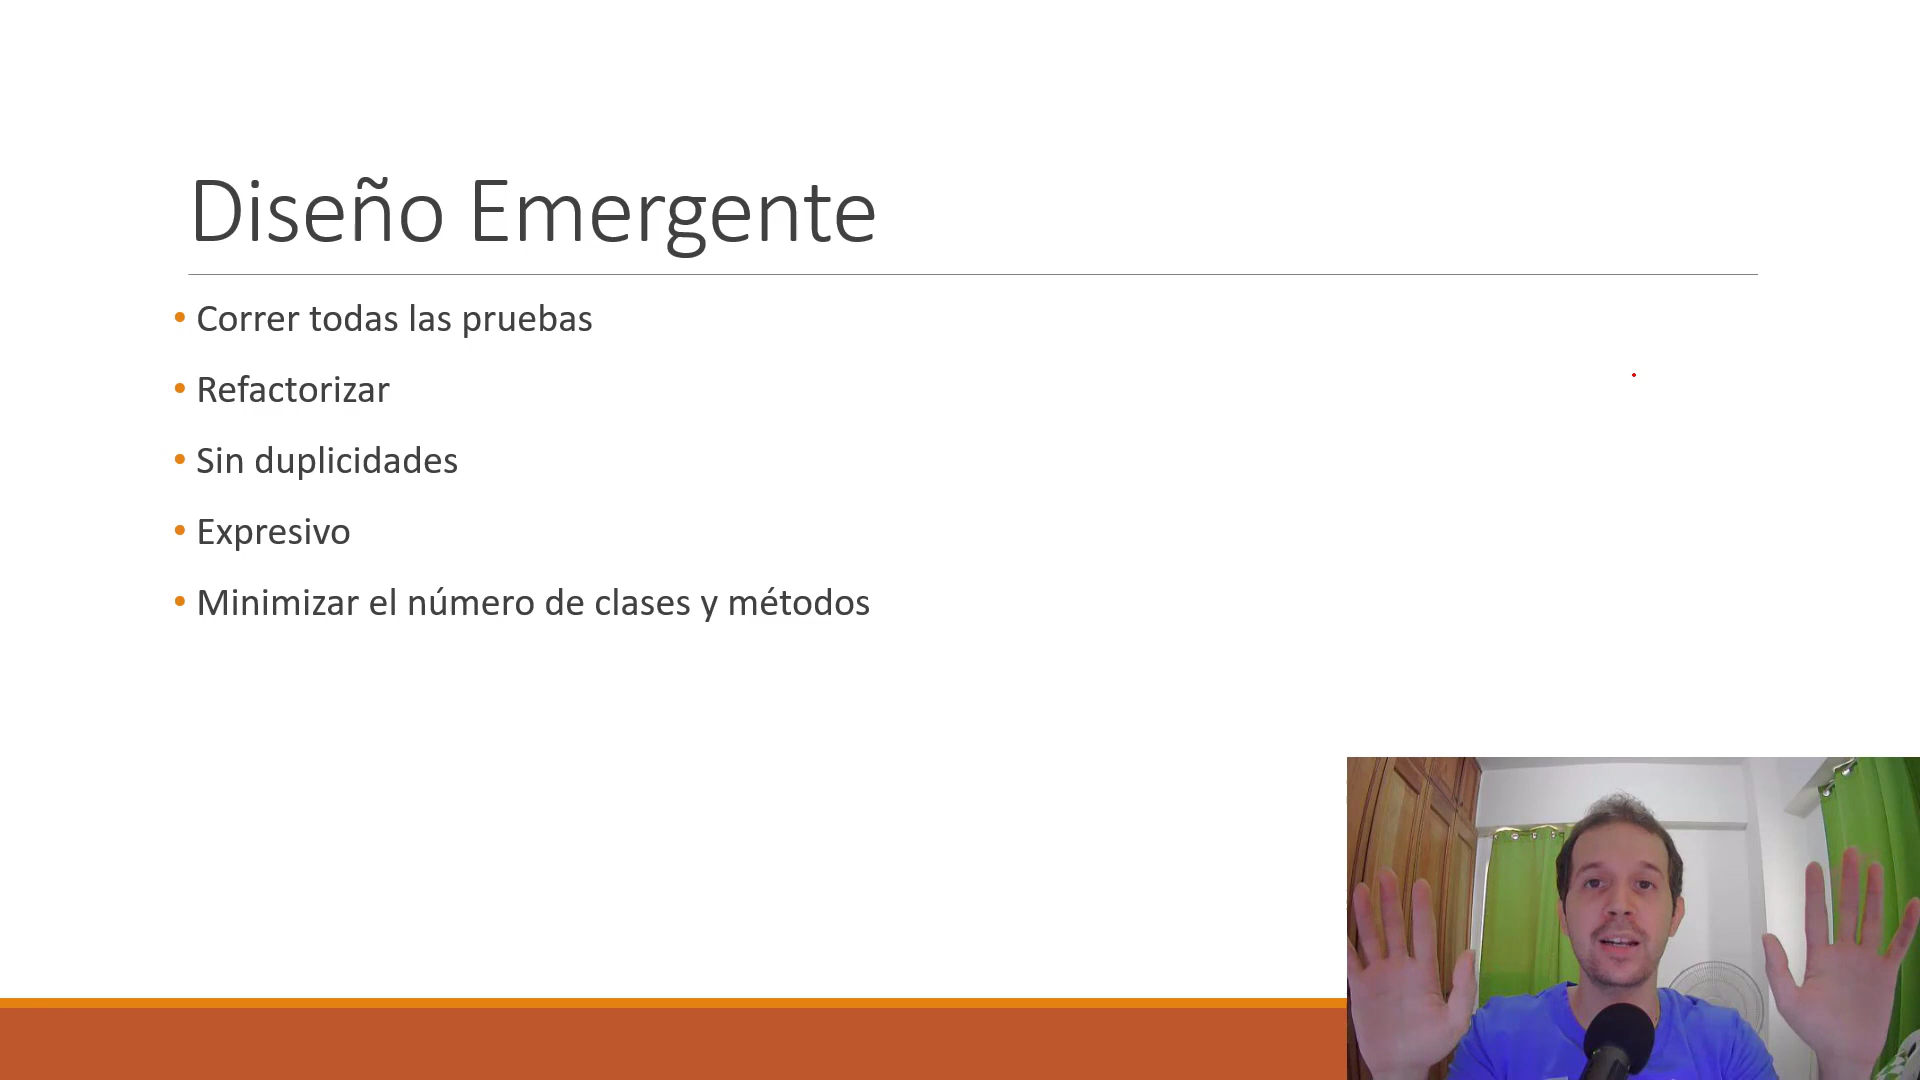 Diseño Emergente
• Correr todas las pruebas
• Refactorizar
• Sin duplicidades
• Expresivo
• Minimizar el número de clases y métodos